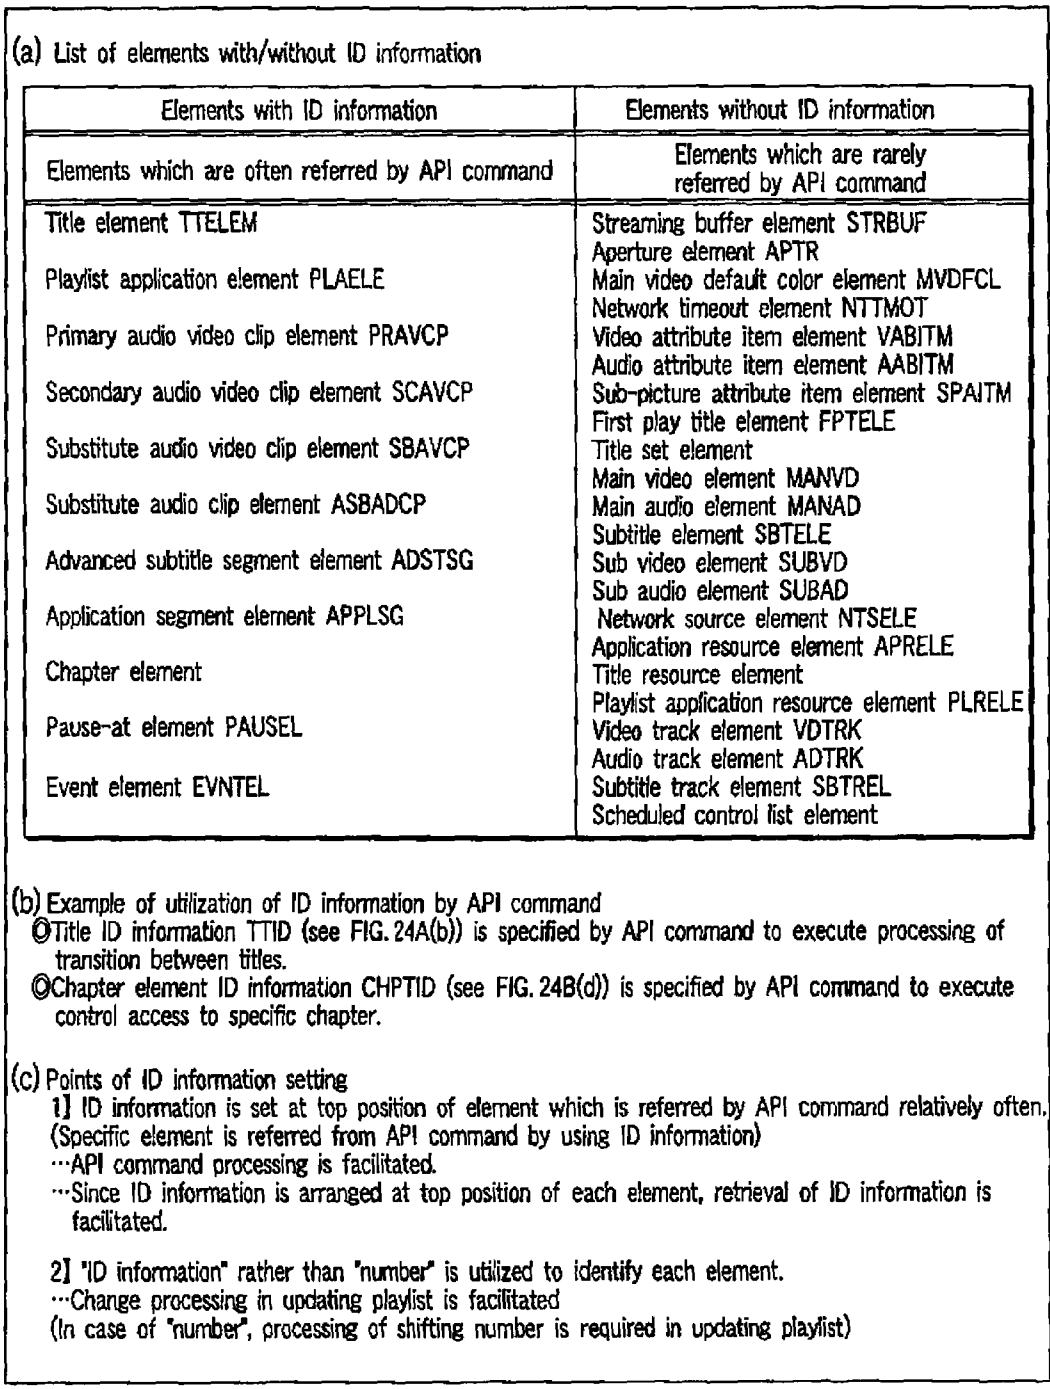 (a) List of elements with/without ID information
Elements with ID information
Elements without ID information
Elements which are often referred by API command
Elements which are rarely
referred by API command
Title element TTELEM
Playlist application element PLAELE
Primary audio video clip element PRAVCP
Secondary audio video clip element SCAVCP
Substitute audio video clip element SBAVCP
Substitute audio clip element ASBADCP
Advanced subtitle segment element ADSTSG
Application segment element APPLSG
Chapter element
Pause-at element PAUSEL
Event element EVNTEL
Streaming buffer element STRBUF
Aperture element APTR
Main video default color element MVDFCL
Network timeout element NTTMOT
Video attribute item element VABITM
Audio attribute item element AABITM
Sub-picture attribute item element SPAITM
First play title element FPTELE
Title set element
Main video element MANVD
Main audio element MANAD
Subtitle element SBTELE
Sub video element SUBVD
Sub audio element SUBAD
Network source element NTSELE
Application resource element APRELE
Title resource element
Playlist application resource element PLRELE
Video track element VDTRK
Audio track element ADTRK
Subtitle track element SBTREL
Scheduled control list element
(b) Example of utilization of ID information by API command
◎Title ID information TTID (see FIG. 24A(b)) is specified by API command to execute processing of
transition between titles.
◎Chapter element ID information CHPTID (see FIG. 24B(d)) is specified by API command to execute
control access to specific chapter.
(c) Points of ID information setting
1] ID information is set at top position of element which is referred by API command relatively often.
(Specific element is referred from API command by using ID information)
···API command processing is facilitated.
···Since ID information is arranged at top position of each element, retrieval of ID information is
facilitated.
2] "ID information" rather than "number" is utilized to identify each element.
···Change processing in updating playlist is facilitated
(In case of "number", processing of shifting number is required in updating playlist)